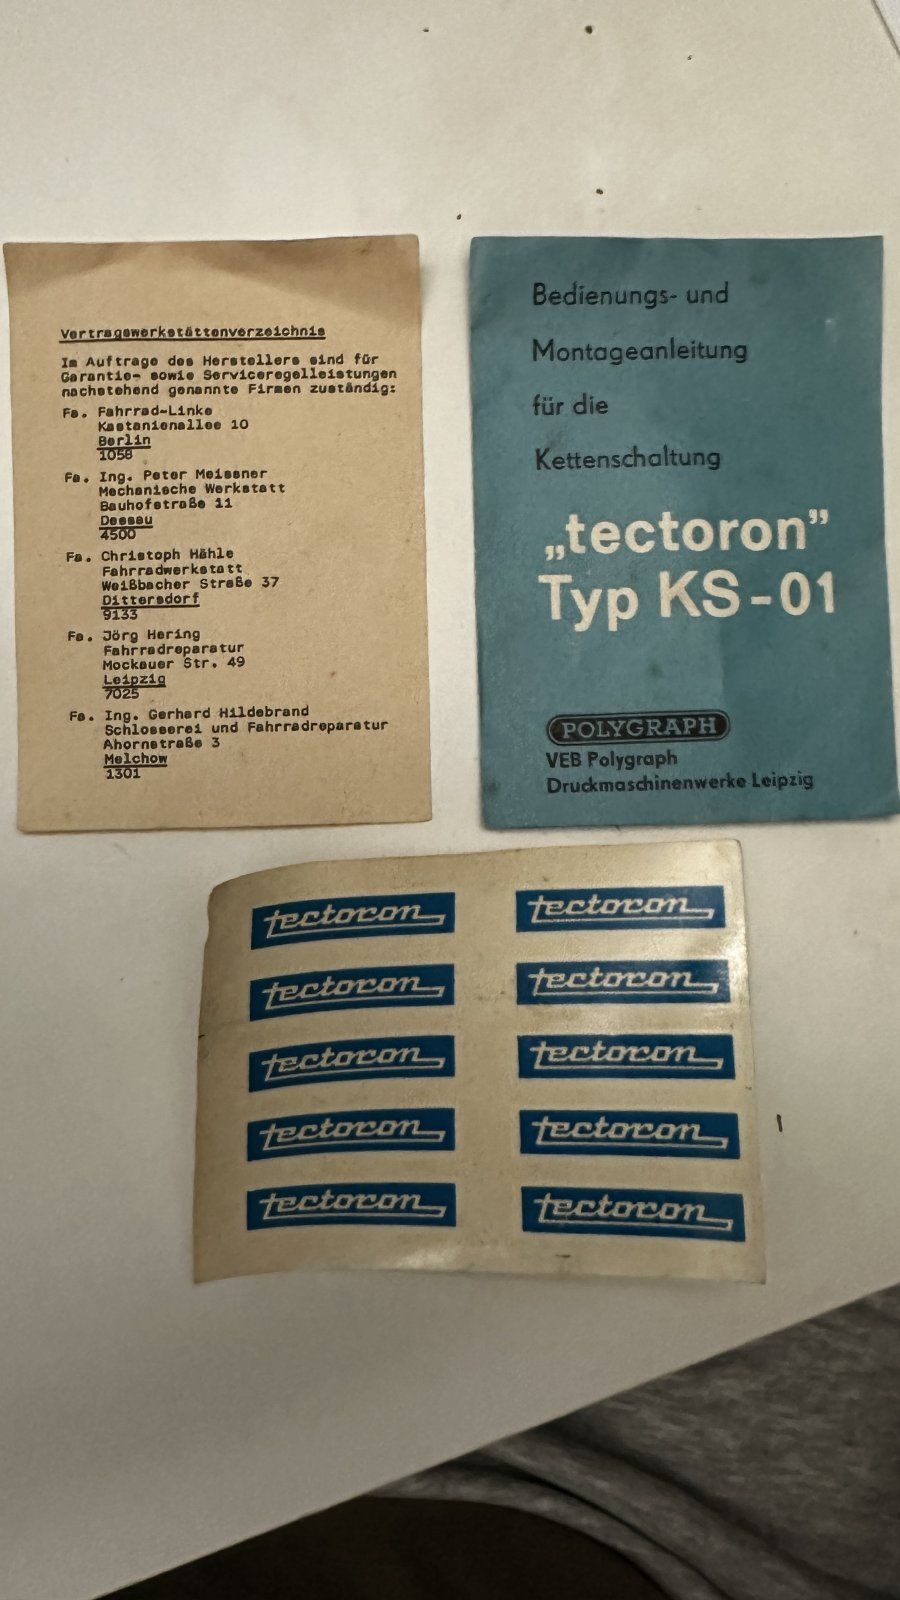 Vertragswerkstättenverzeichnis
Im Auftrage des Herstellers sind für
Garantie- sowie Serviceregelleistungen
nachstehend genannte Firmen zuständig:
Fa. Fahrrad-Linke
Kastanienallee 10
Berlin
1058
Fa. Ing. Peter Meissner
Mechanische Werkstatt
Bauhofstraße 11
Dessau
4500
Fa. Christoph Hähle
Fahrradwerkstatt
Weißbacher Straße 37
Dittersdorf
9133
Fa. Jörg Hering
Fahrradreparatur
Mockauer Str. 49
Leipzig
7025
Fa. Ing. Gerhard Hildebrand
Schlosserei und Fahrradreparatur
Ahornstraße 3
Melchow
1301
Bedienungs- und
Montageanleitung
für die
Kettenschaltung
„tectoron”
Typ KS-01
POLYGRAPH
VEB Polygraph
Druckmaschinenwerke Leipzig
tectoron
tectoron
tectoron
tectoron
tectoron
tectoron
tectoron
tectoron
tectoron
tectoron